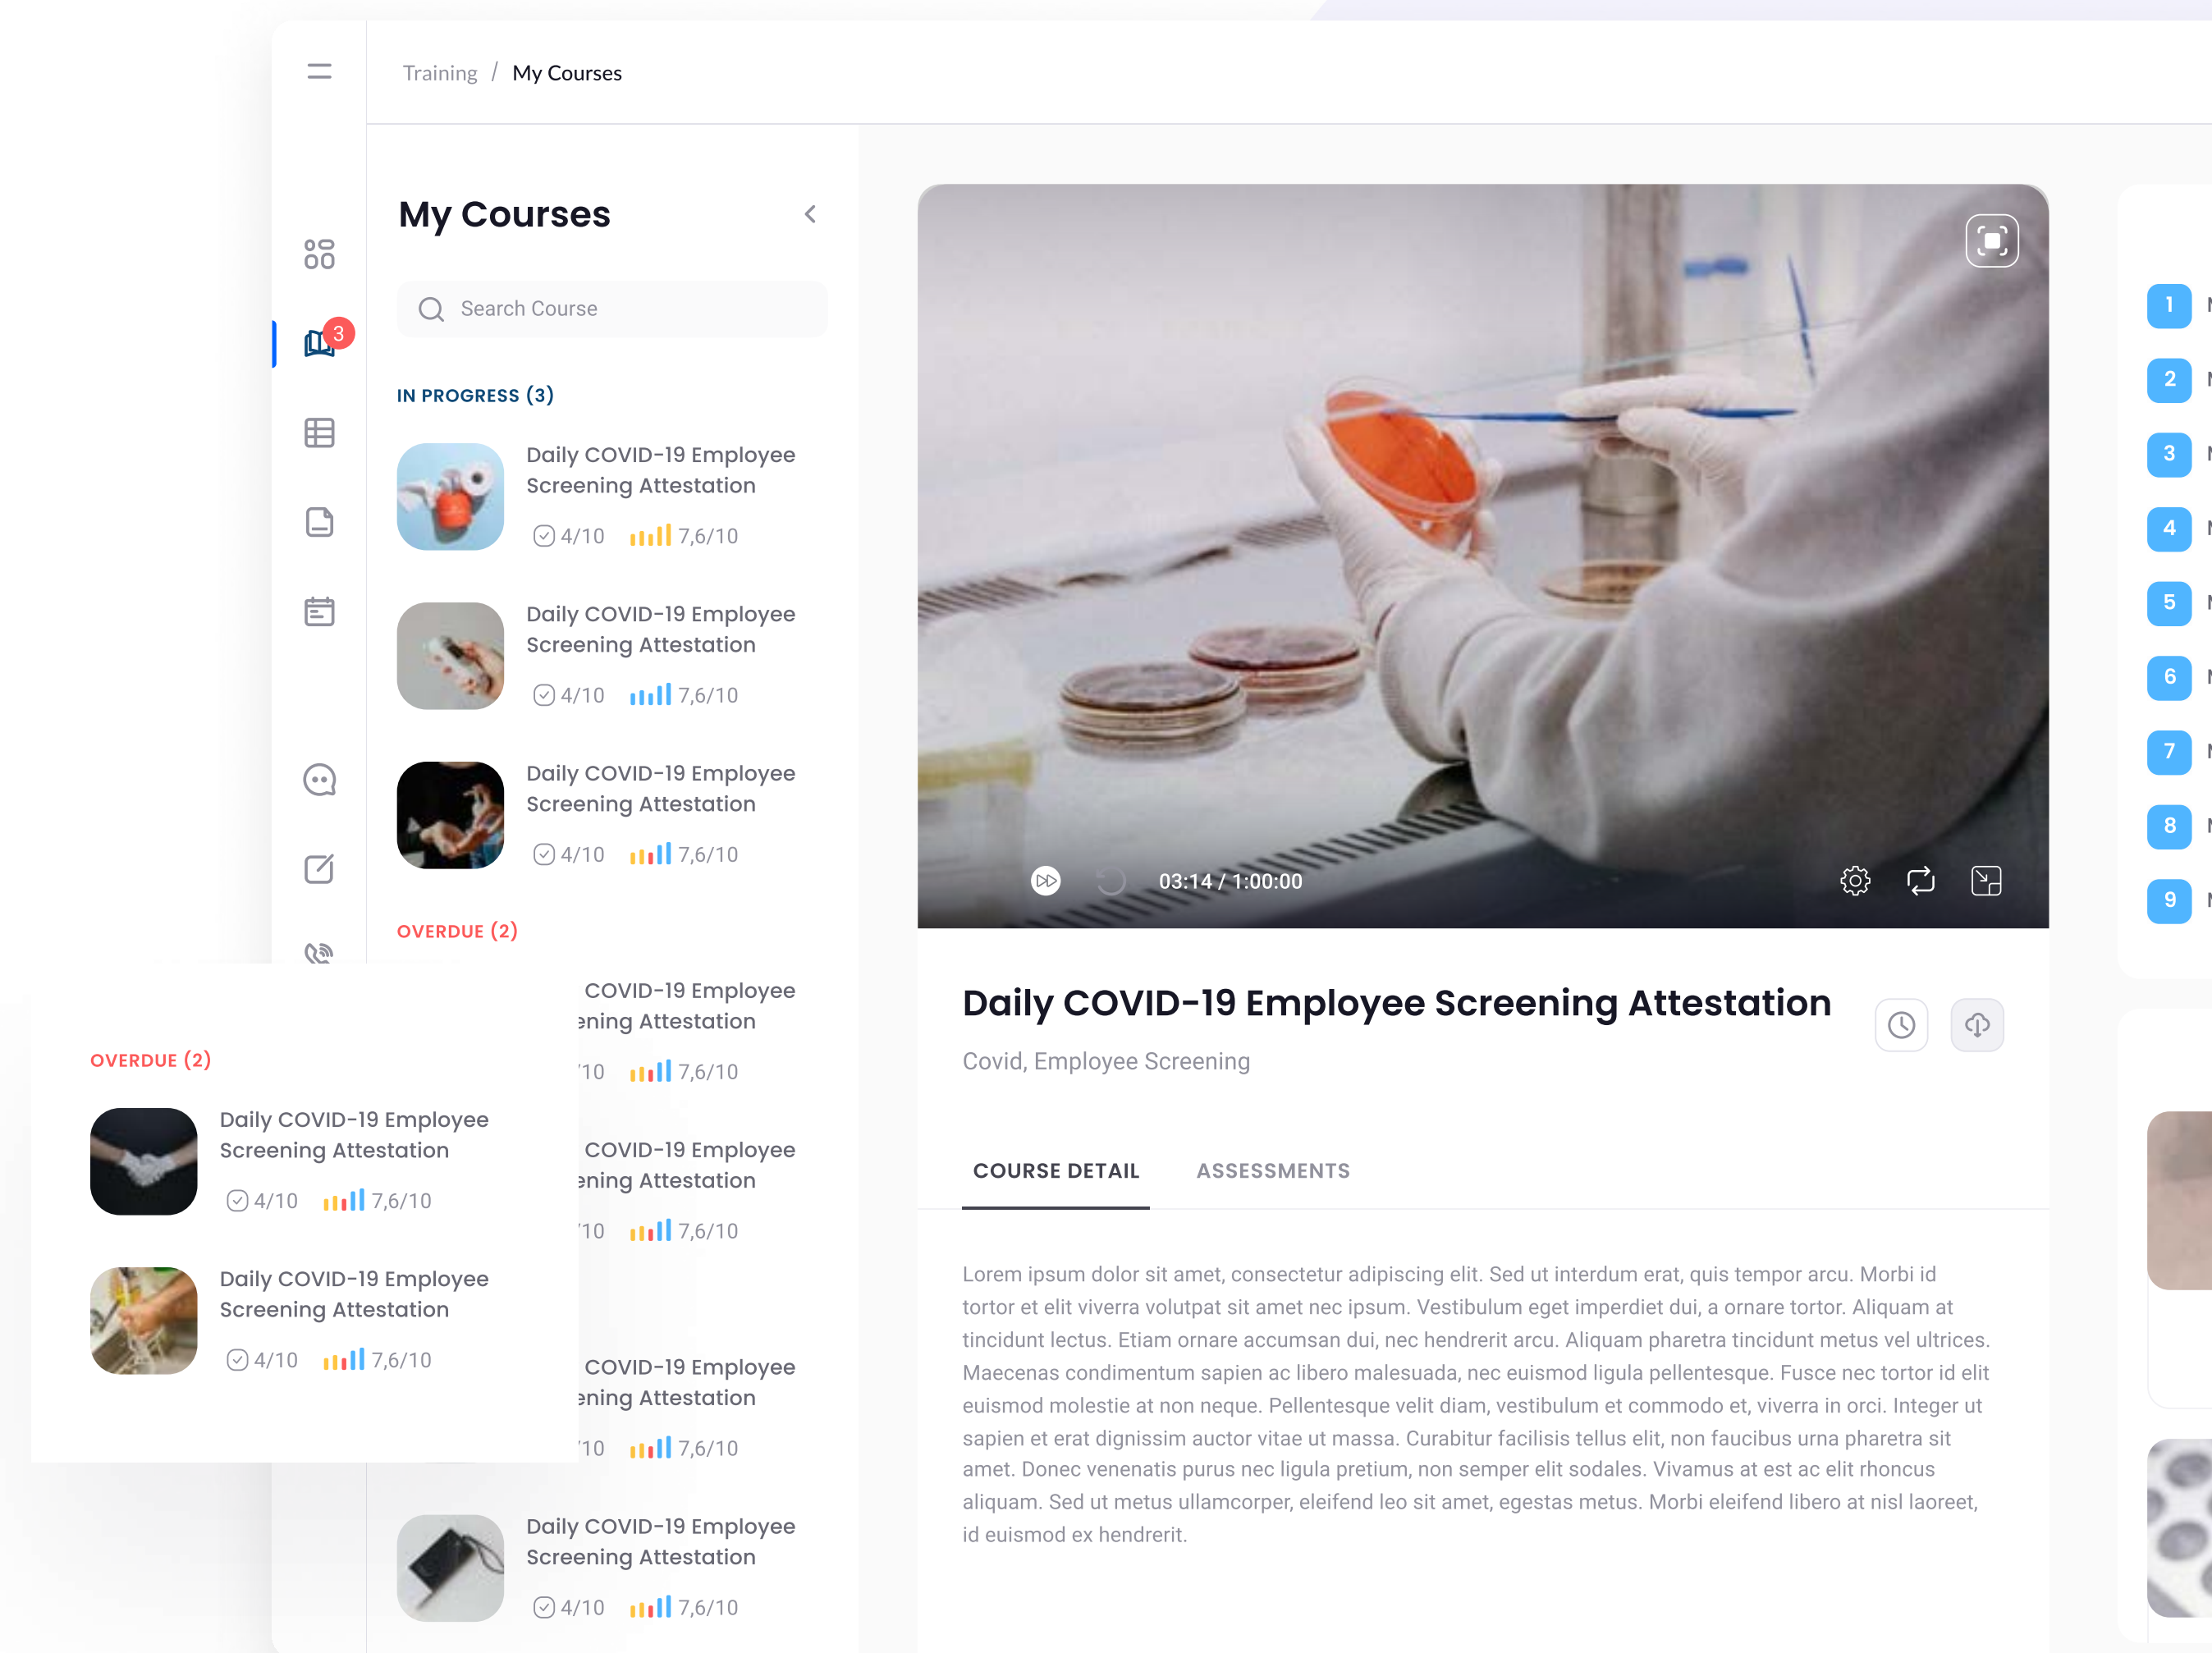 Training / My Courses
My Courses
3
Search Course
IN PROGRESS (3)
Daily COVID-19 Employee
Screening Attestation
4/10 7,6/10
Daily COVID-19 Employee
Screening Attestation
4/10 7,6/10
Daily COVID-19 Employee
Screening Attestation
4/10 7,6/10
OVERDUE (2)
COVID-19 Employee
Attestation
7,6/10
COVID-19 Employee
Attestation
7,6/10
COVID-19 Employee
Attestation
7,6/10
Daily COVID-19 Employee
Screening Attestation
4/10 7,6/10
OVERDUE (2)
Daily COVID-19 Employee
Screening Attestation
4/10 7,6/10
Daily COVID-19 Employee
Screening Attestation
4/10 7,6/10
03:14 / 1:00:00
Daily COVID-19 Employee Screening Attestation
Covid, Employee Screening
COURSE DETAIL ASSESSMENTS
Lorem ipsum dolor sit amet, consectetur adipiscing elit. Sed ut interdum erat, quis tempor arcu. Morbi id
tortor et elit viverra volutpat sit amet nec ipsum. Vestibulum eget imperdiet dui, a ornare tortor. Aliquam at
tincidunt lectus. Etiam ornare accumsan dui, nec hendrerit arcu. Aliquam pharetra tincidunt metus vel ultrices.
Maecenas condimentum sapien ac libero malesuada, nec euismod ligula pellentesque. Fusce nec tortor id elit
euismod molestie at non neque. Pellentesque velit diam, vestibulum et commodo et, viverra in orci. Integer ut
sapien et erat dignissim auctor vitae ut massa. Curabitur facilisis tellus elit, non faucibus urna pharetra sit
amet. Donec venenatis purus nec ligula pretium, non semper elit sodales. Vivamus at est ac elit rhoncus
aliquam. Sed ut metus ullamcorper, eleifend leo sit amet, egestas metus. Morbi eleifend libero at nisl laoreet,
id euismod ex hendrerit.
1
2
3
4
5
6
7
8
9